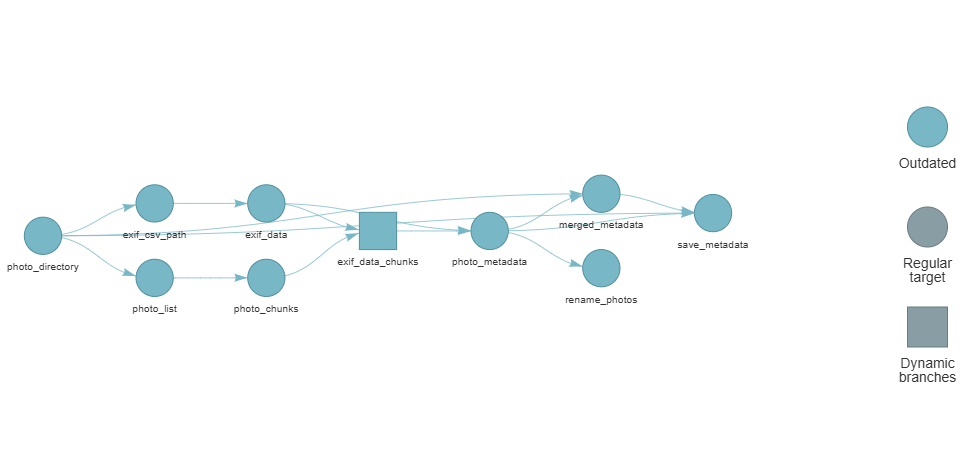 photo_directory
exif_csv_path
photo_list
exif_data
photo_chunks
exif_data_chunks
photo_metadata
merged_metadata
rename_photos
save_metadata
Outdated
Regular
target
Dynamic
branches